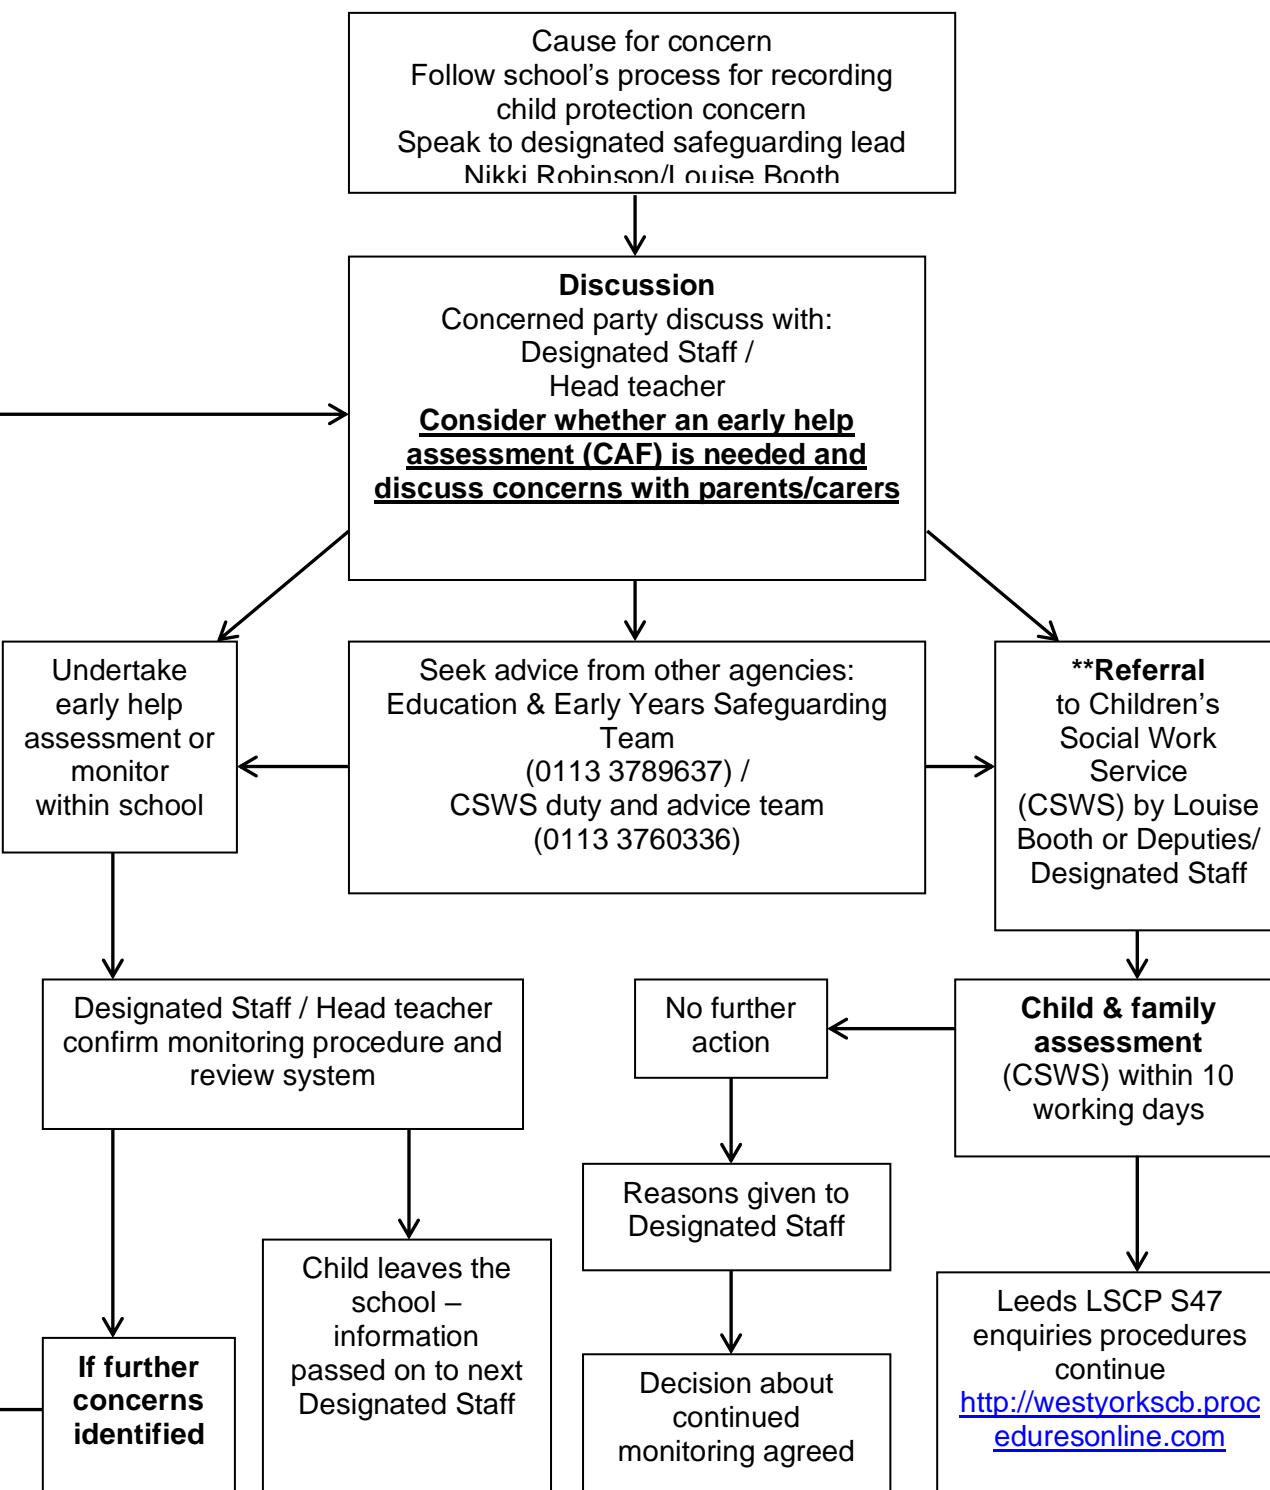 Cause for concern
Follow school's process for recording
child protection concern
Speak to designated safeguarding lead
Nikki Robinson/Louise Booth
Discussion
Concerned party discuss with:
Designated Staff /
Head teacher
Consider whether an early help
assessment (CAF) is needed and
discuss concerns with parents/carers
Undertake
early help
assessment or
monitor
within school
Seek advice from other agencies:
Education & Early Years Safeguarding
Team
(0113 3789637) /
CSWS duty and advice team
(0113 3760336)
**Referral
to Children's
Social Work
Service
(CSWS) by Louise
Booth or Deputies/
Designated Staff
Designated Staff / Head teacher
confirm monitoring procedure and
review system
No further
action
Child & family
assessment
(CSWS) within 10
working days
Reasons given to
Designated Staff
Child leaves the
school –
information
passed on to next
Designated Staff
If further
concerns
identified
Decision about
continued
monitoring agreed
Leeds LSCP S47
enquiries procedures
continue
http://westyorkscb.proc
eduresonline.com